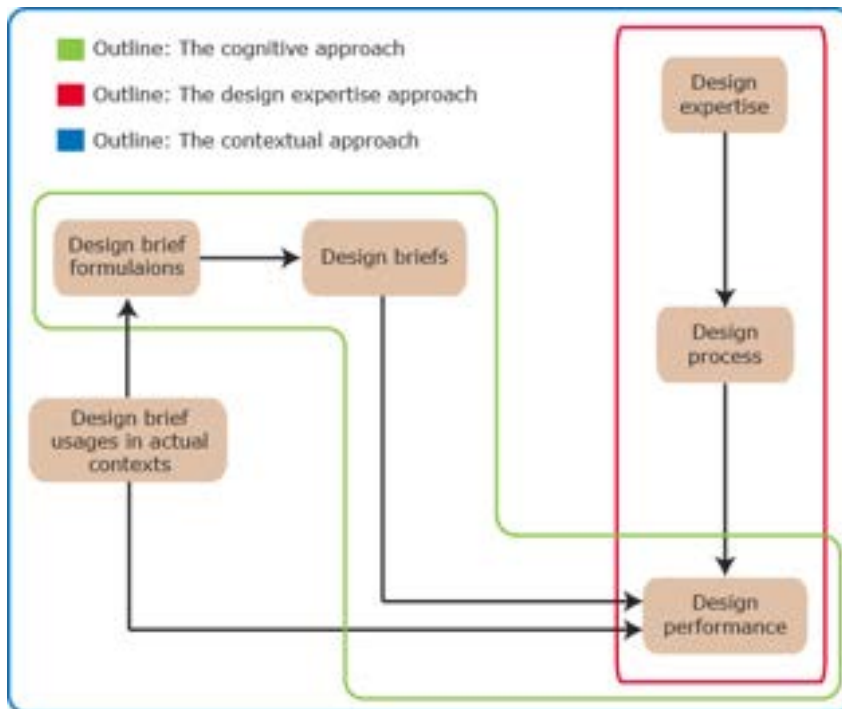 Outline: The cognitive approach
Outline: The design expertise approach
Outline: The contextual approach
Design
expertise
Design brief
formulaions
Design briefs
Design
process
Design brief
usages in actual
contexts
Design
performance